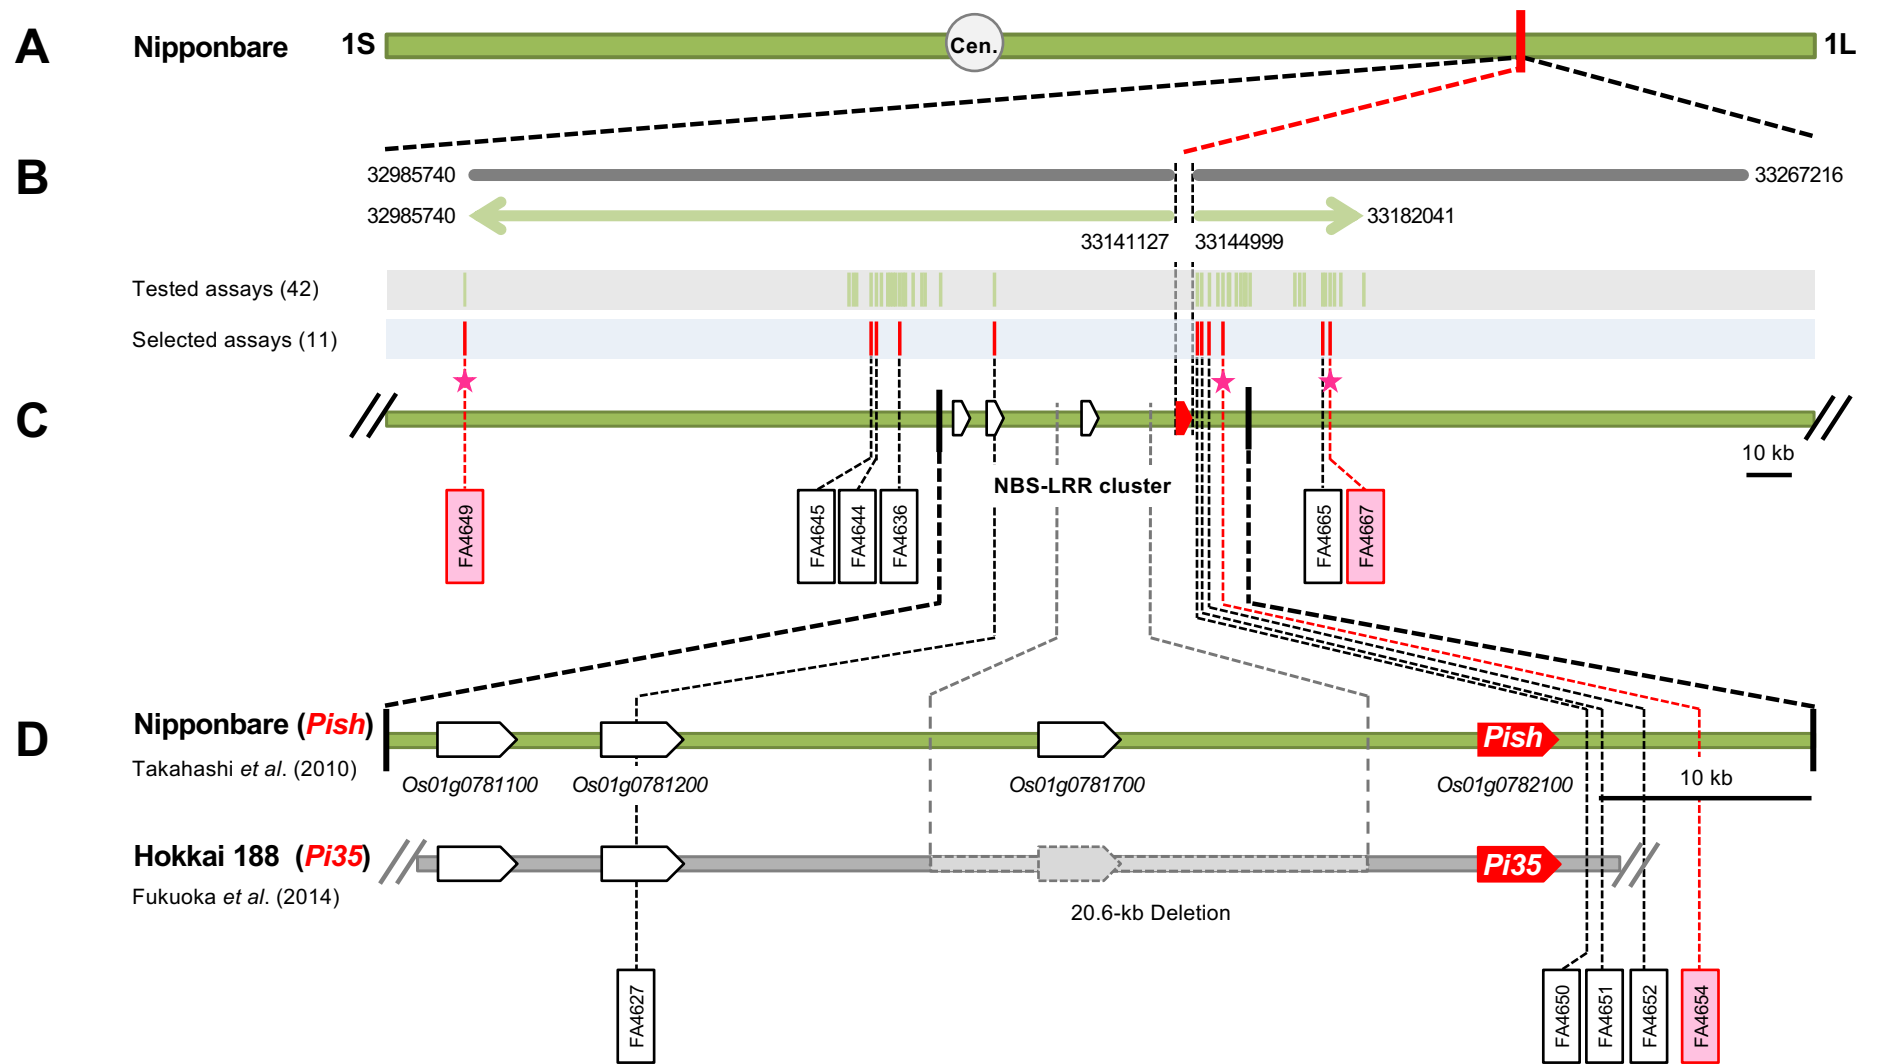 A
Nipponbare
1S
Cen.
1L
B
32985740
33267216
32985740
33182041
33141127
33144999
Tested assays (42)
Selected assays (11)
C
10 kb
NBS-LRR cluster
FA4649
FA4645
FA4644
FA4636
FA4665
FA4667
D
Nipponbare (Pish)
Takahashi et al. (2010)
Pish
Os01g0781100
Os01g0781200
Os01g0781700
Os01g0782100
10 kb
Hokkai 188 (Pi35)
Fukuoka et al. (2014)
Pi35
20.6-kb Deletion
FA4627
FA4650
FA4651
FA4652
FA4654